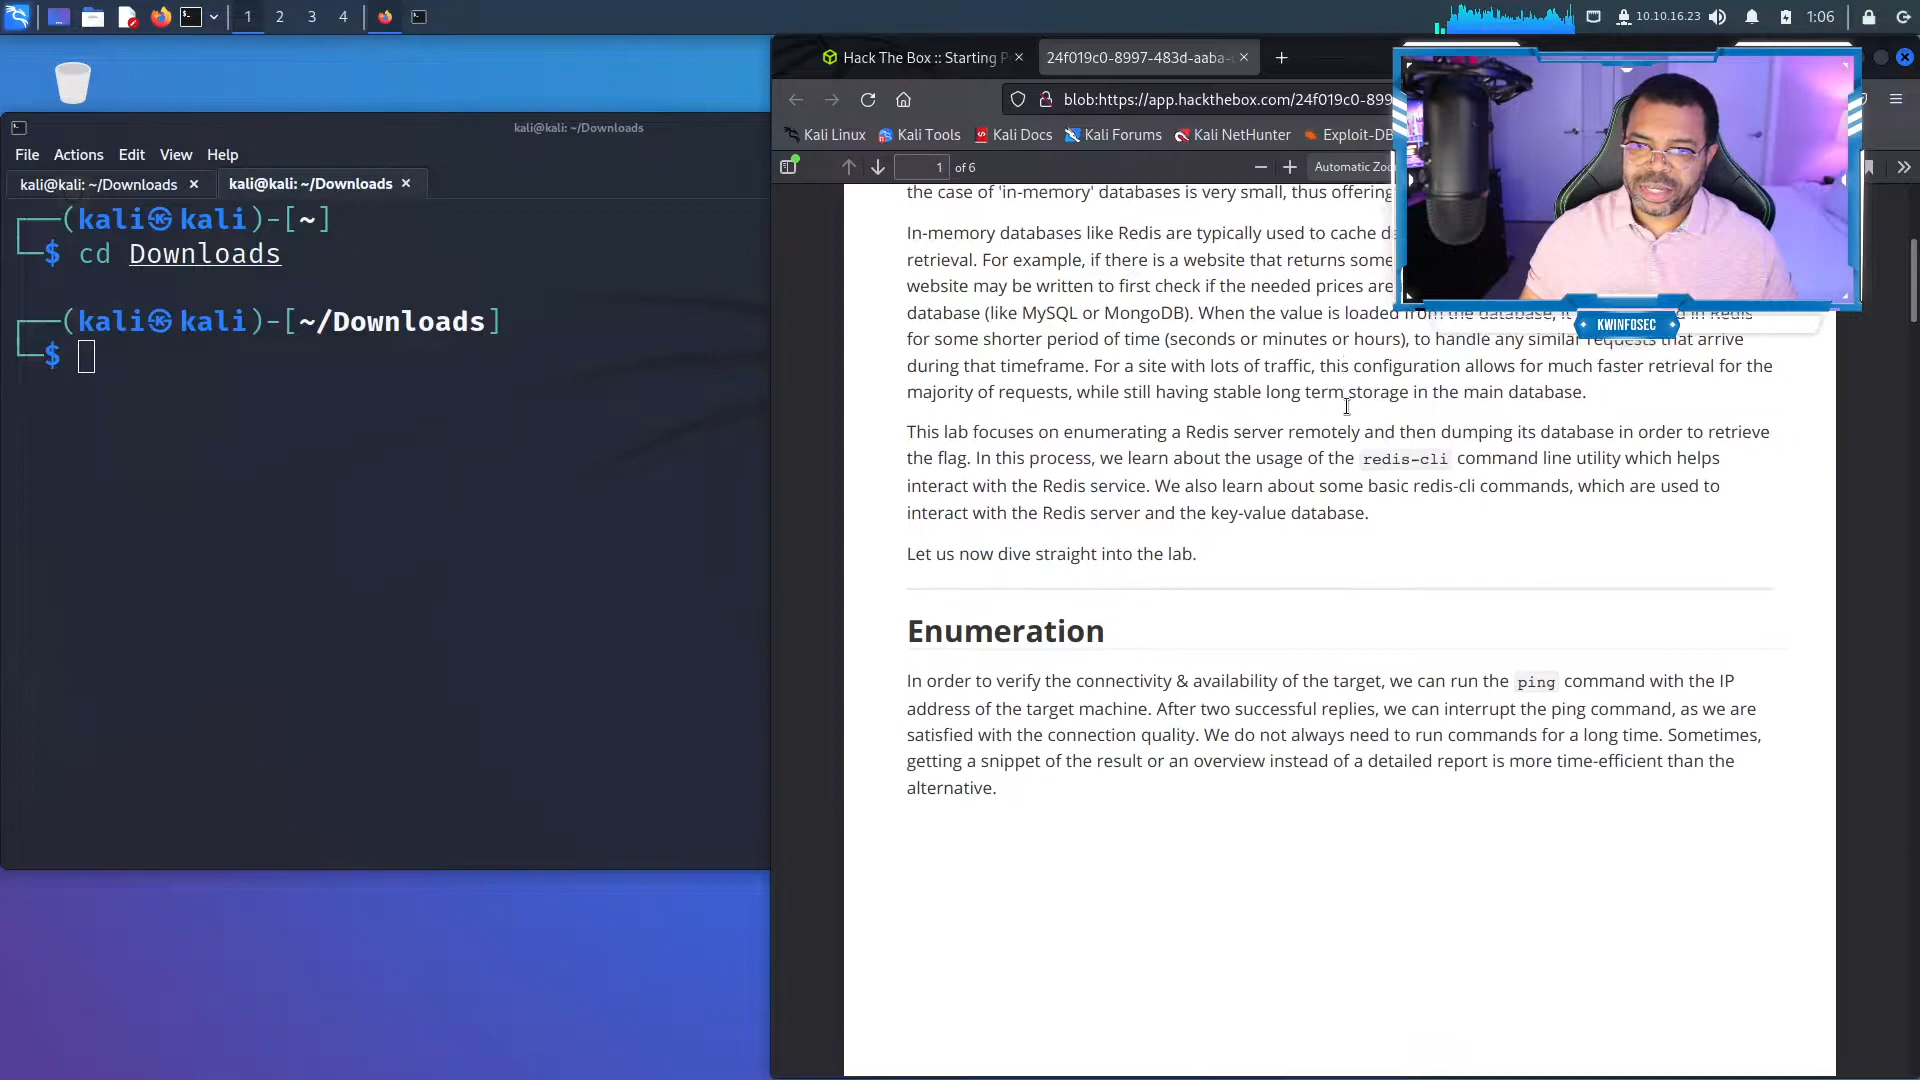 1 2 3 4
10.10.16.23
1:06
Hack The Box :: Starting P
24f019c0-8997-483d-aaba-
blob:https://app.hackthebox.com/24f019c0-899
Kali Linux Kali Tools Kali Docs Kali Forums Kali NetHunter Exploit-DB
1 of 6
Automatic Zoo
kali@kali: ~/Downloads
File Actions Edit View Help
kali@kali: ~/Downloads
kali@kali: ~/Downloads
┌──(kali㉿kali)-[~]
└─$ cd Downloads
┌──(kali㉿kali)-[~/Downloads]
└─$
the case of 'in-memory' databases is very small, thus offering
In-memory databases like Redis are typically used to cache d
retrieval. For example, if there is a website that returns some
website may be written to first check if the needed prices are
database (like MySQL or MongoDB). When the value is loaded from the database, in Redis
for some shorter period of time (seconds or minutes or hours), to handle any similar requests that arrive
during that timeframe. For a site with lots of traffic, this configuration allows for much faster retrieval for the
majority of requests, while still having stable long term storage in the main database.
This lab focuses on enumerating a Redis server remotely and then dumping its database in order to retrieve
the flag. In this process, we learn about the usage of the redis-cli command line utility which helps
interact with the Redis service. We also learn about some basic redis-cli commands, which are used to
interact with the Redis server and the key-value database.
Let us now dive straight into the lab.
Enumeration
In order to verify the connectivity & availability of the target, we can run the ping command with the IP
address of the target machine. After two successful replies, we can interrupt the ping command, as we are
satisfied with the connection quality. We do not always need to run commands for a long time. Sometimes,
getting a snippet of the result or an overview instead of a detailed report is more time-efficient than the
alternative.
KWINFOSEC